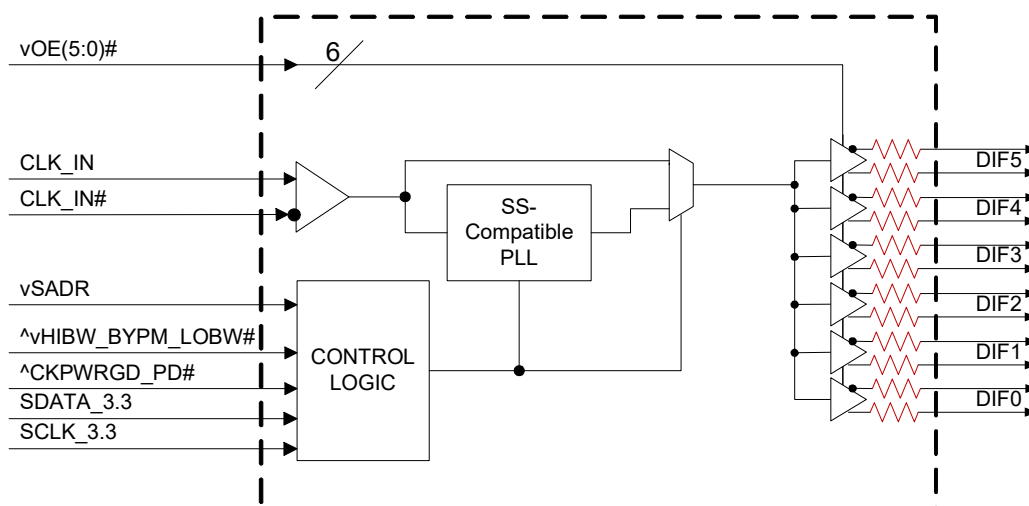 vOE(5:0)#
6
CLK_IN
CLK_IN#
SS-
Compatible
PLL
vSADR
^vHIBW_BYPM_LOBW#
^CKPWRGD_PD#
SDATA_3.3
SCLK_3.3
CONTROL
LOGIC
DIF5
DIF4
DIF3
DIF2
DIF1
DIF0